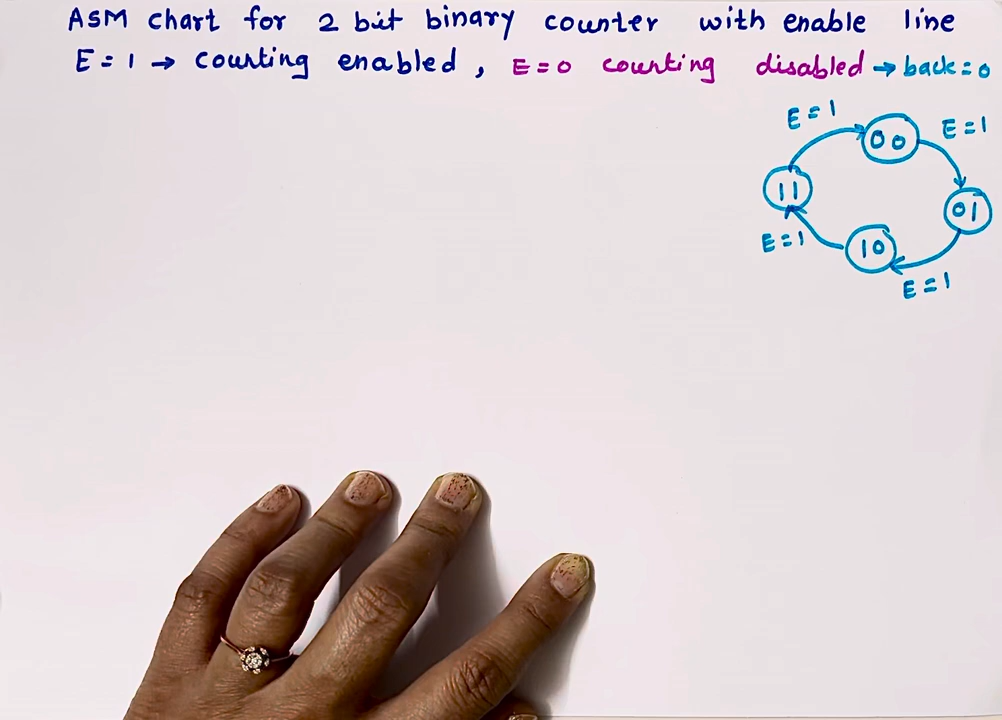 ASM chart for 2 bit binary counter with enable line
E = 1 → counting enabled , E = 0 counting disabled → back = 0
E = 1
00
E = 1
11
01
E = 1
10
E = 1